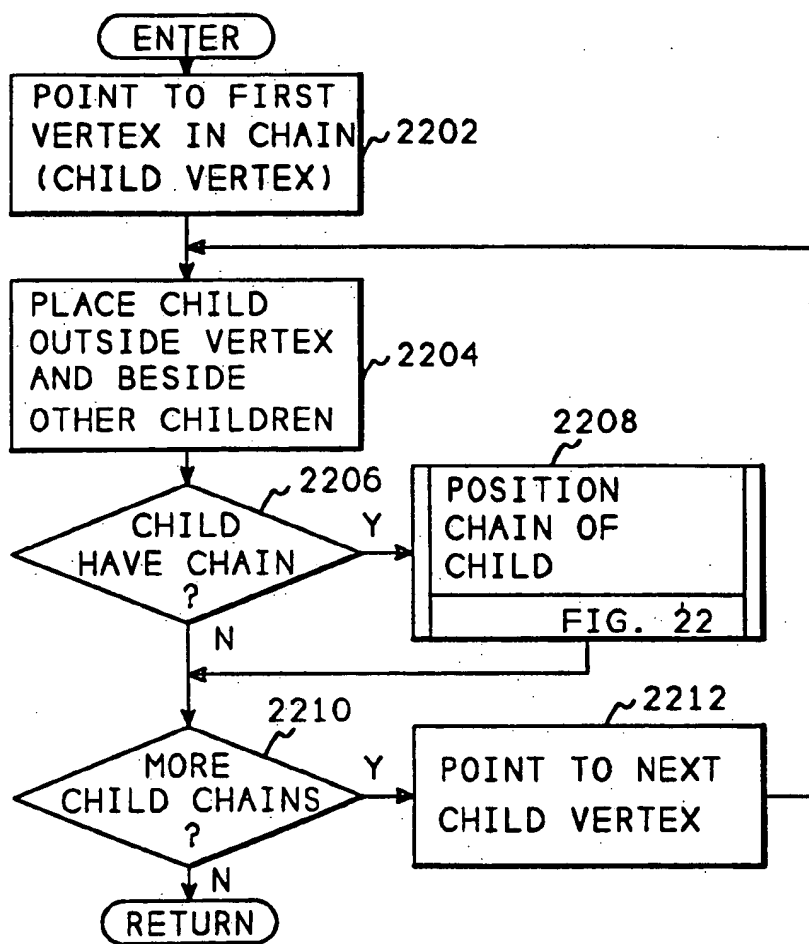 ENTER
POINT TO FIRST
VERTEX IN CHAIN
(CHILD VERTEX)
2202
PLACE CHILD
OUTSIDE VERTEX
AND BESIDE
OTHER CHILDREN
2204
2206
CHILD
HAVE CHAIN
?
Y
N
2208
POSITION
CHAIN OF
CHILD
FIG. 22
2210
MORE
CHILD CHAINS
?
Y
N
2212
POINT TO NEXT
CHILD VERTEX
RETURN